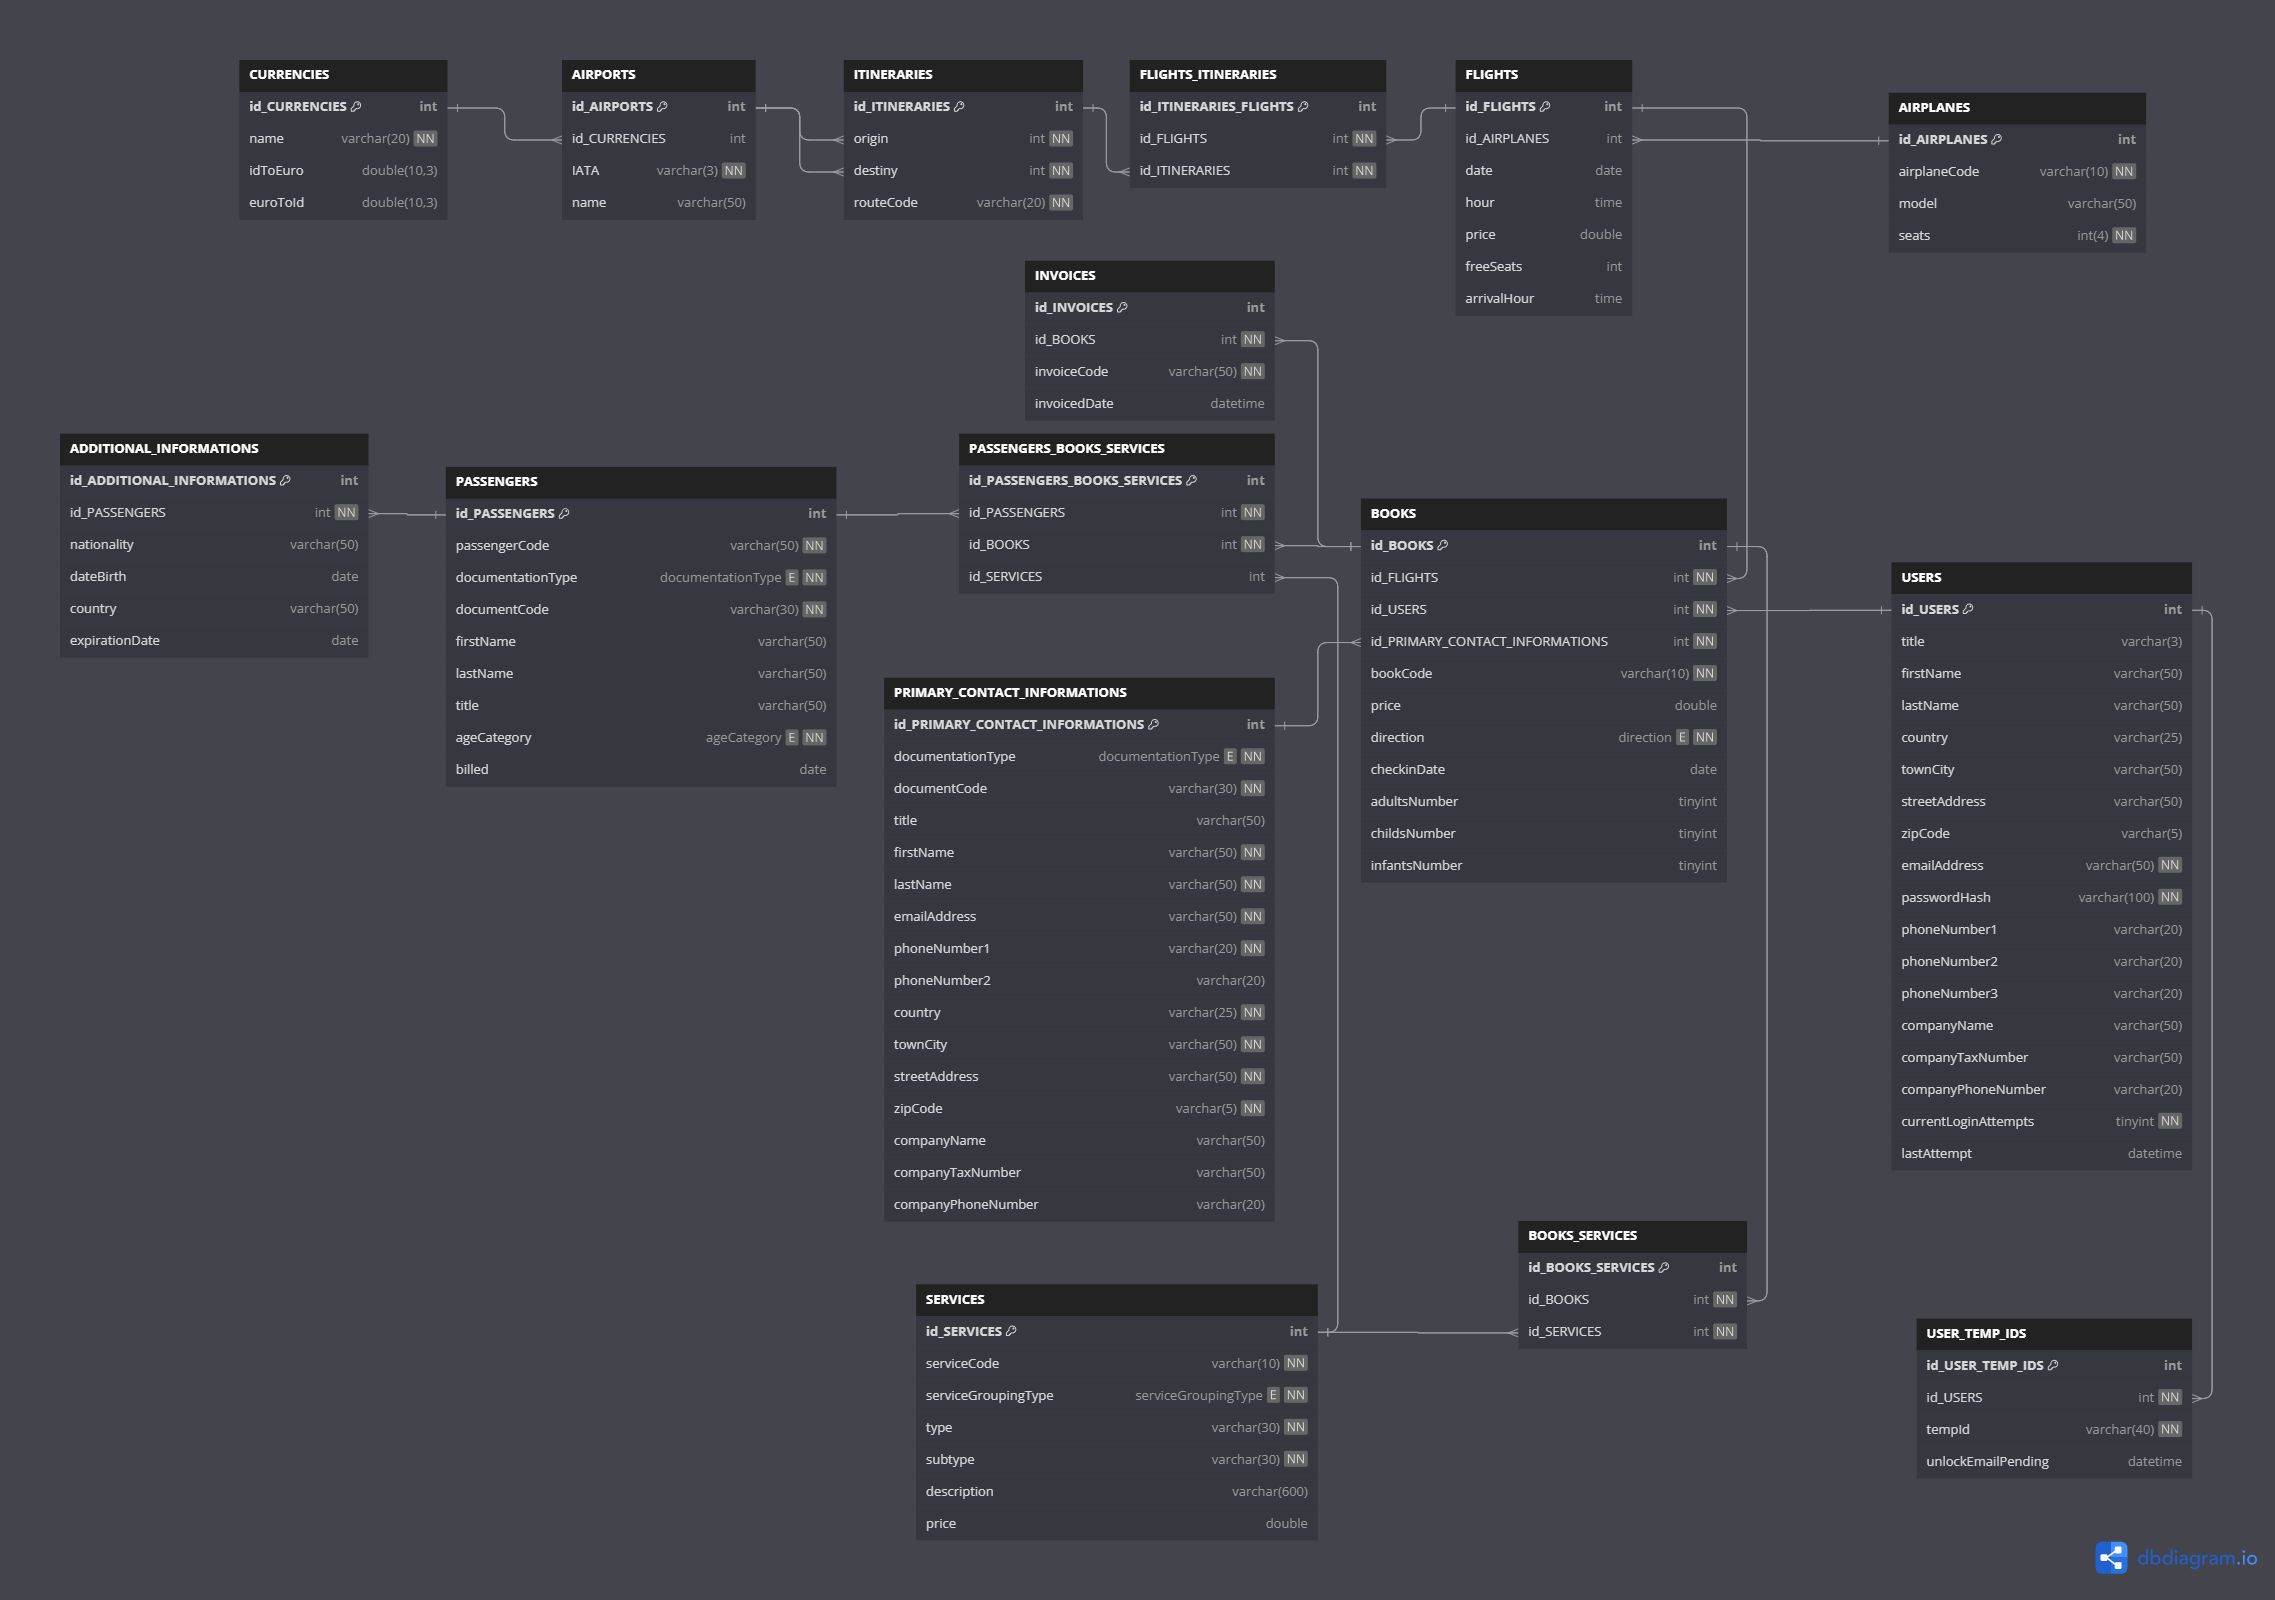 CURRENCIES
id_CURRENCIES int
name varchar(20) NN
idToEuro double(10,3)
euroToId double(10,3)
AIRPORTS
id_AIRPORTS int
id_CURRENCIES int
IATA varchar(3) NN
name varchar(50)
ITINERARIES
id_ITINERARIES int
origin int NN
destiny int NN
routeCode varchar(20) NN
FLIGHTS_ITINERARIES
id_ITINERARIES_FLIGHTS int
id_FLIGHTS int NN
id_ITINERARIES int NN
FLIGHTS
id_FLIGHTS int
id_AIRPLANES int
date date
hour time
price double
freeSeats int
arrivalHour time
AIRPLANES
id_AIRPLANES int
airplaneCode varchar(10) NN
model varchar(50)
seats int(4) NN
INVOICES
id_INVOICES int
id_BOOKS int NN
invoiceCode varchar(50) NN
invoicedDate datetime
ADDITIONAL_INFORMATIONS
id_ADDITIONAL_INFORMATIONS int
id_PASSENGERS int NN
nationality varchar(50)
dateBirth date
country varchar(50)
expirationDate date
PASSENGERS
id_PASSENGERS int
passengerCode varchar(50) NN
documentationType documentationType E NN
documentCode varchar(30) NN
firstName varchar(50)
lastName varchar(50)
title varchar(50)
ageCategory ageCategory E NN
billed date
PASSENGERS_BOOKS_SERVICES
id_PASSENGERS_BOOKS_SERVICES int
id_PASSENGERS int NN
id_BOOKS int NN
id_SERVICES int
BOOKS
id_BOOKS int
id_FLIGHTS int NN
id_USERS int NN
id_PRIMARY_CONTACT_INFORMATIONS int NN
bookCode varchar(10) NN
price double
direction direction E NN
checkinDate date
adultsNumber tinyint
childsNumber tinyint
infantsNumber tinyint
USERS
id_USERS int
title varchar(3)
firstName varchar(50)
lastName varchar(50)
country varchar(25)
townCity varchar(50)
streetAddress varchar(50)
zipCode varchar(5)
emailAddress varchar(50) NN
passwordHash varchar(100) NN
phoneNumber1 varchar(20)
phoneNumber2 varchar(20)
phoneNumber3 varchar(20)
companyName varchar(50)
companyTaxNumber varchar(50)
companyPhoneNumber varchar(20)
currentLoginAttempts tinyint NN
lastAttempt datetime
PRIMARY_CONTACT_INFORMATIONS
id_PRIMARY_CONTACT_INFORMATIONS int
documentationType documentationType E NN
documentCode varchar(30) NN
title varchar(50)
firstName varchar(50) NN
lastName varchar(50) NN
emailAddress varchar(50) NN
phoneNumber1 varchar(20) NN
phoneNumber2 varchar(20)
country varchar(25) NN
townCity varchar(50) NN
streetAddress varchar(50) NN
zipCode varchar(5) NN
companyName varchar(50)
companyTaxNumber varchar(50)
companyPhoneNumber varchar(20)
BOOKS_SERVICES
id_BOOKS_SERVICES int
id_BOOKS int NN
id_SERVICES int NN
SERVICES
id_SERVICES int
serviceCode varchar(10) NN
serviceGroupingType serviceGroupingType E NN
type varchar(30) NN
subtype varchar(30) NN
description varchar(600)
price double
USER_TEMP_IDS
id_USER_TEMP_IDS int
id_USERS int NN
tempId varchar(40) NN
unlockEmailPending datetime
dbdiagram.io